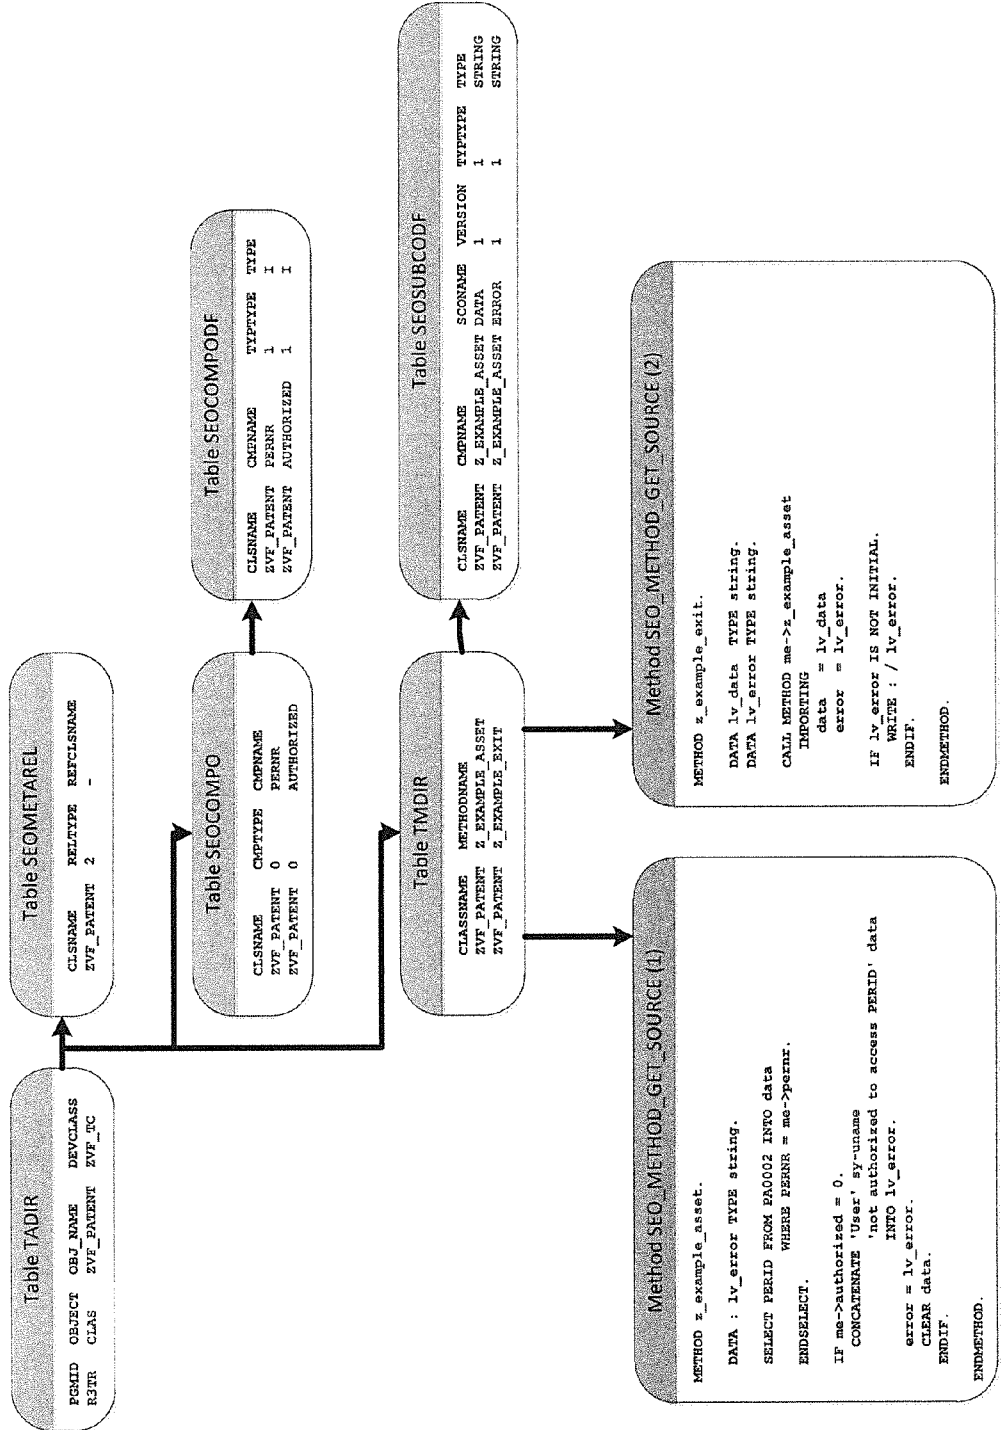 Table TADIR
PGMID OBJECT OBJ_NAME DEVCLASS
R3TR CLAS ZVF_PATENT ZVF_TC
Table SEOMETAREL
CLSNAME RELTYPE REFCLSNAME
ZVF_PATENT 2 _
Table SEOCOMPO
CLSNAME CMPTYPE CMPNAME
ZVF_PATENT 0 PERNR
ZVF_PATENT 0 AUTHORIZED
Table SEOCOMPODF
CLSNAME CMPNAME TYPTYPE TYPE
ZVF_PATENT PERNR 1 I
ZVF_PATENT AUTHORIZED 1 I
Table TMDIR
CLASSNAME METHODNAME
ZVF_PATENT Z_EXAMPLE_ASSET
ZVF_PATENT Z_EXAMPLE_EXIT
Table SEOSUBCODF
CLSNAME CMPNAME SCONAME VERSION TYPTYPE TYPE
ZVF_PATENT Z_EXAMPLE_ASSET DATA 1 1 STRING
ZVF_PATENT Z_EXAMPLE_ASSET ERROR 1 1 STRING
Method SEO_METHOD_GET_SOURCE (1)
METHOD z_example_asset.
DATA : lv_error TYPE string.
SELECT PERID FROM PA0002 INTO data
WHERE PERNR = me->pernr.
ENDSELECT.
IF me->authorized = 0.
CONCATENATE 'User' sy-uname
'not authorized to access PERID' data
INTO lv_error.
error = lv_error.
CLEAR data.
ENDIF.
ENDMETHOD.
Method SEO_METHOD_GET_SOURCE (2)
METHOD z_example_exit.
DATA lv_data TYPE string.
DATA lv_error TYPE string.
CALL METHOD me->z_example_asset
IMPORTING
data = lv_data
error = lv_error.
IF lv_error IS NOT INITIAL.
WRITE : / lv_error.
ENDIF.
ENDMETHOD.